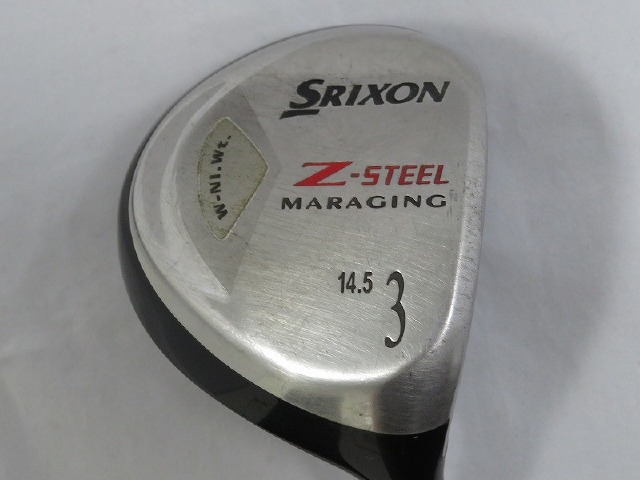 SRIXON
W-NI.Wt.
Z-STEEL
MARAGING
14.5
3